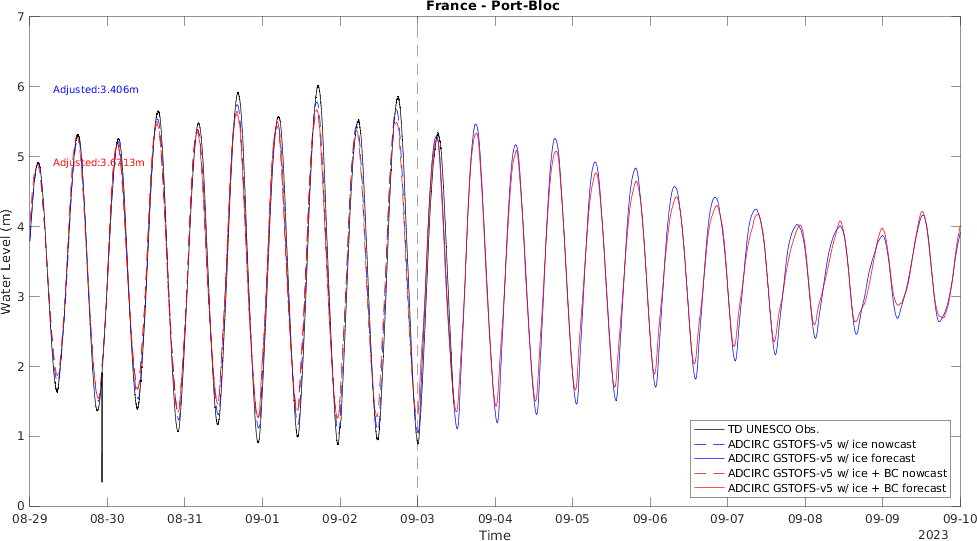 France - Port-Bloc
7
6
5
4
3
2
1
0
Water Level (m)
Adjusted:3.406m
Adjusted:3.6713m
TD UNESCO Obs.
ADCIRC GSTOFS-v5 w/ ice nowcast
ADCIRC GSTOFS-v5 w/ ice forecast
ADCIRC GSTOFS-v5 w/ ice + BC nowcast
ADCIRC GSTOFS-v5 w/ ice + BC forecast
08-29 08-30 08-31 09-01 09-02 09-03 09-04 09-05 09-06 09-07 09-08 09-09 09-10
Time
2023